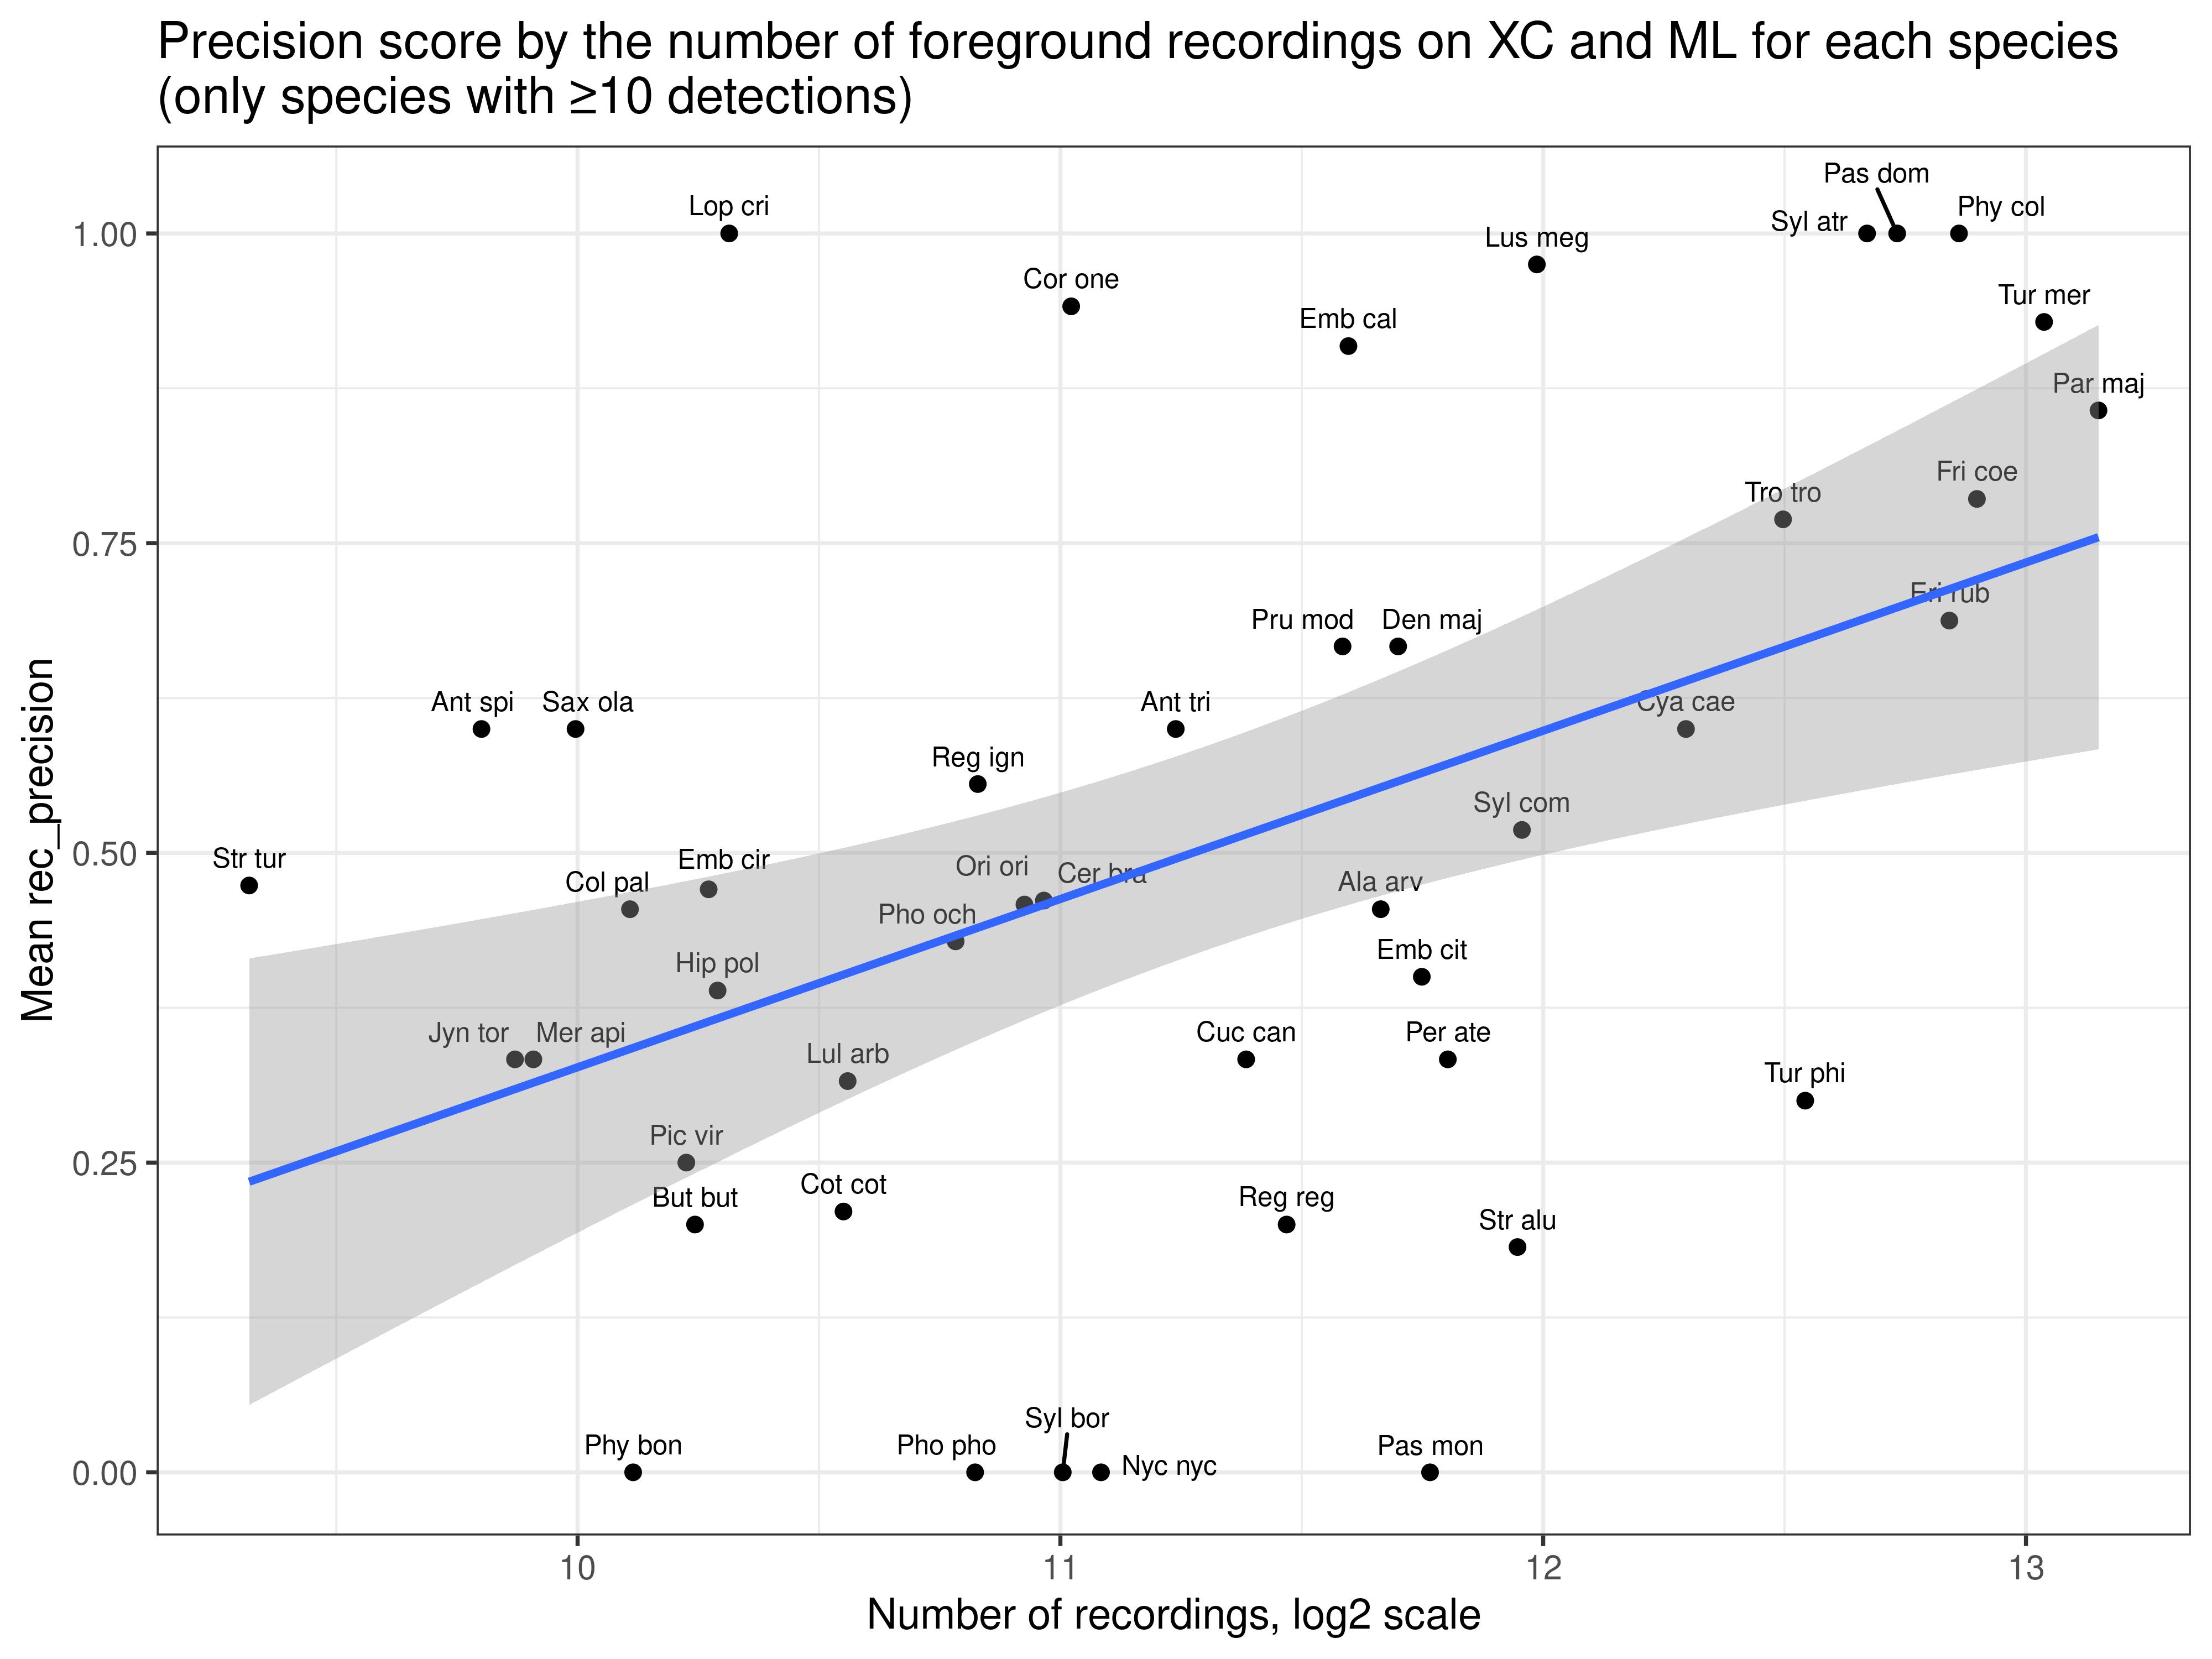 Precision score by the number of foreground recordings on XC and ML for each species
(only species with ≥10 detections)
Pas dom
Lop cri
Syl atr
Phy col
1.00
Lus meg
Cor one
Tur mer
Emb cal
Par maj
Fri coe
Tro tro
0.75
Eri rub
Pru mod
Den maj
Ant spi
Sax ola
Ant tri
Cya cae
Reg ign
Syl com
0.50
Str tur
Emb cir
Ori ori
Cer bra
Col pal
Ala arv
Pho och
Emb cit
Hip pol
Jyn tor
Mer api
Cuc can
Per ate
Lul arb
Tur phi
Pic vir
0.25
Cot cot
But but
Reg reg
Str alu
Syl bor
Phy bon
Pho pho
Nyc nyc
Pas mon
0.00
Mean rec_precision
10
11
12
13
Number of recordings, log2 scale